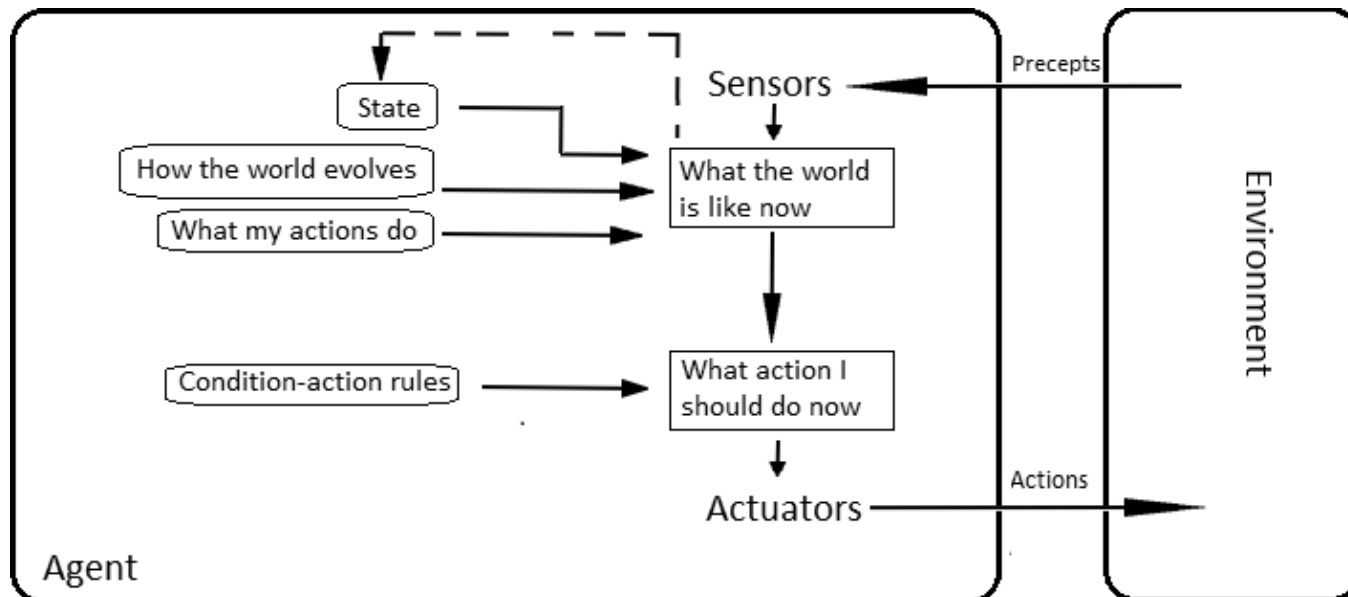 Precepts
Sensors
State
How the world evolves
What the world
is like now
What my actions do
Environment
Condition-action rules
What action I
should do now
Actions
Actuators
Agent